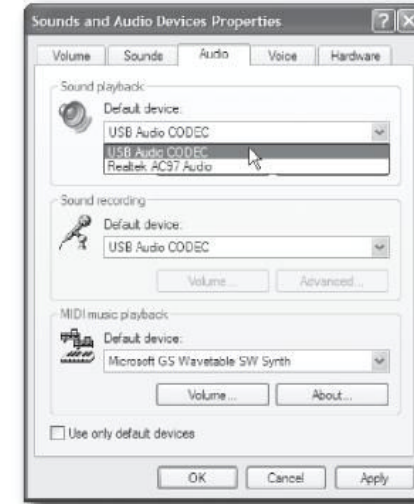 Sounds and Audio Devices Properties
Volume Sounds Audio Voice Hardware
Sound playback
Default device:
USB Audio CODEC
USB Audio CODEC
Realtek AC97 Audio
Sound recording
Default device:
USB Audio CODEC
Volume... Advanced...
MIDI music playback
Default device:
Microsoft GS Wavetable SW Synth
Volume... About...
Use only default devices
OK Cancel Apply